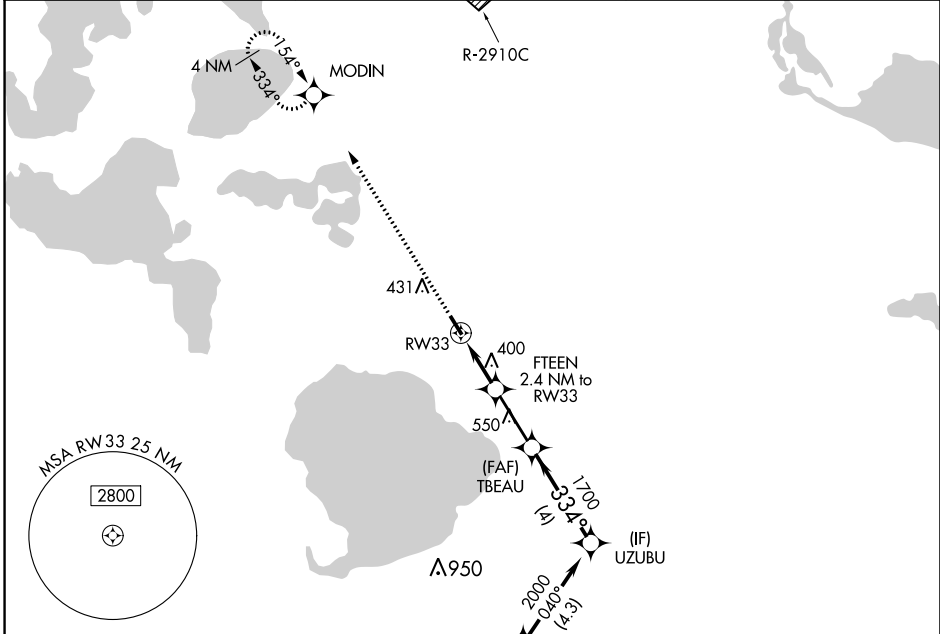 R-2910C
154°
4 NM
334°
MODIN
431
RW33
400
FTEEN
2.4 NM to
RW33
550
(FAF)
TBEAU
1700
334°
(4)
(IF)
UZUBU
MSA RW33 25 NM
2800
950
2000
040°
(4.3)